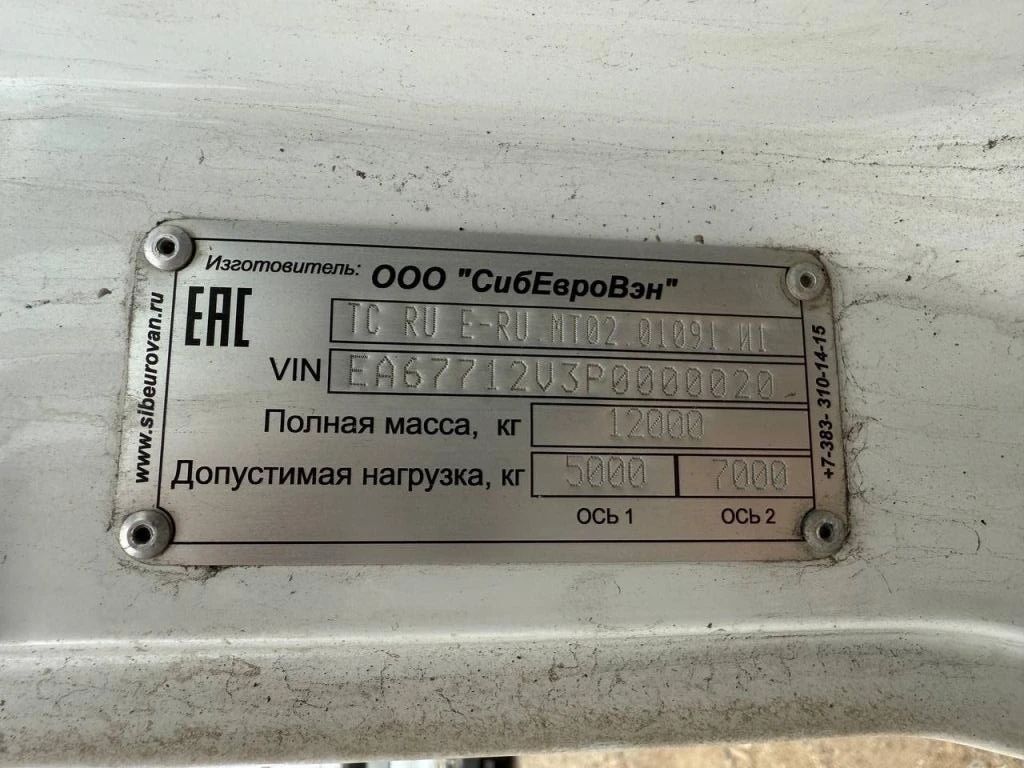 Изготовитель: ООО "СибЕвроВэн"
EAC
ТС RU E-RU.MT02.01091.И1
VIN EA67712V3P0000020
Полная масса, кг 12000
Допустимая нагрузка, кг 5000 7000
ОСЬ 1 ОСЬ 2
www.sibeurovan.ru
+7-383- 310-14-15